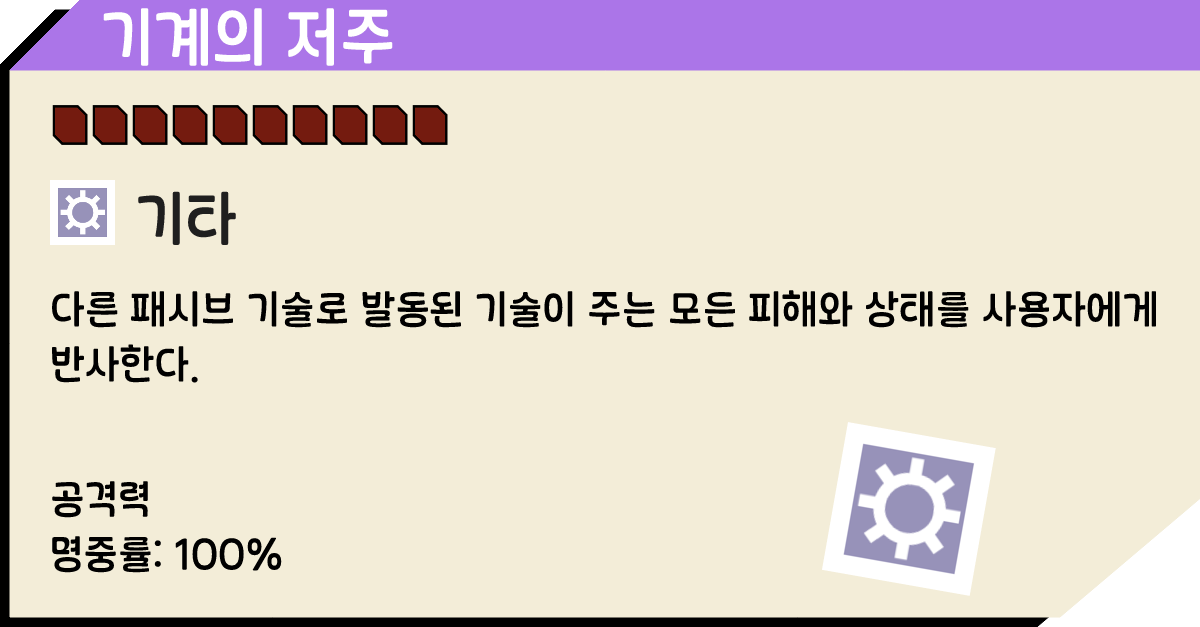 기계의 저주
기타
다른 패시브 기술로 발동된 기술이 주는 모든 피해와 상태를 사용자에게
반사한다.
공격력
명중률: 100%